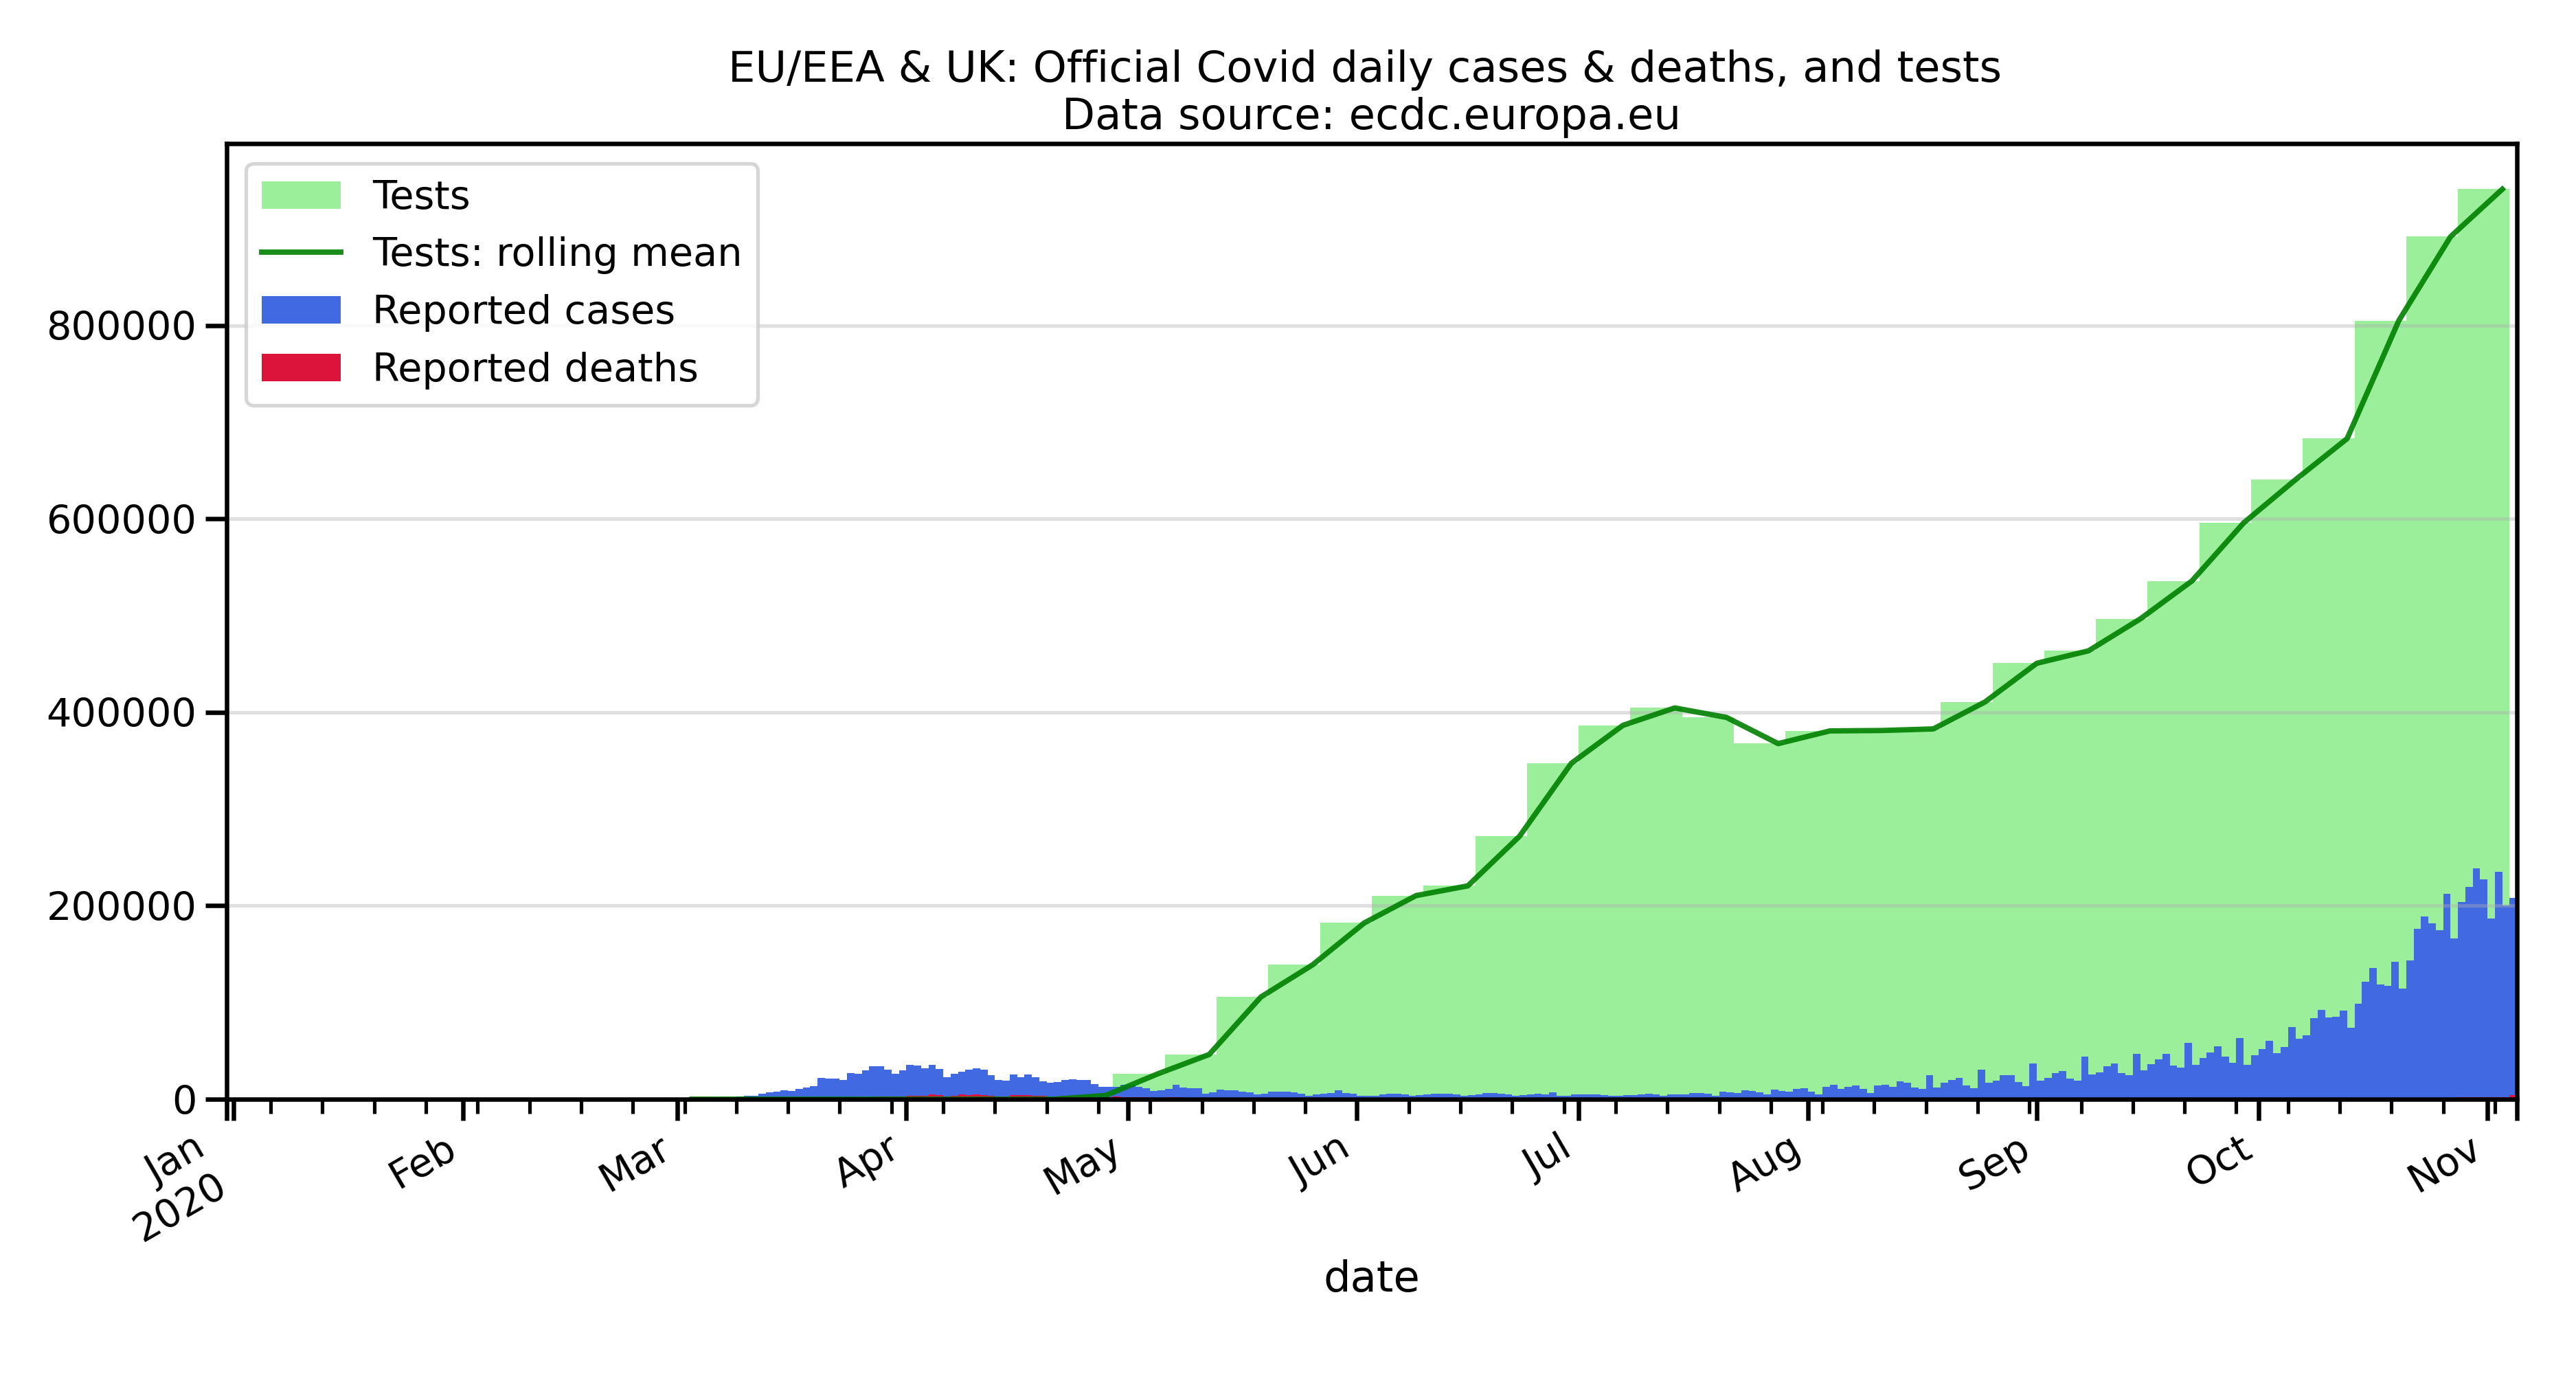 EU/EEA & UK: Official Covid daily cases & deaths, and tests
Data source: ecdc.europa.eu
Tests
Tests: rolling mean
Reported cases
Reported deaths
800000
600000
400000
200000
0
Jan
2020
Feb
Mar
Apr
May
Jun
Jul
Aug
Sep
Oct
Nov
date